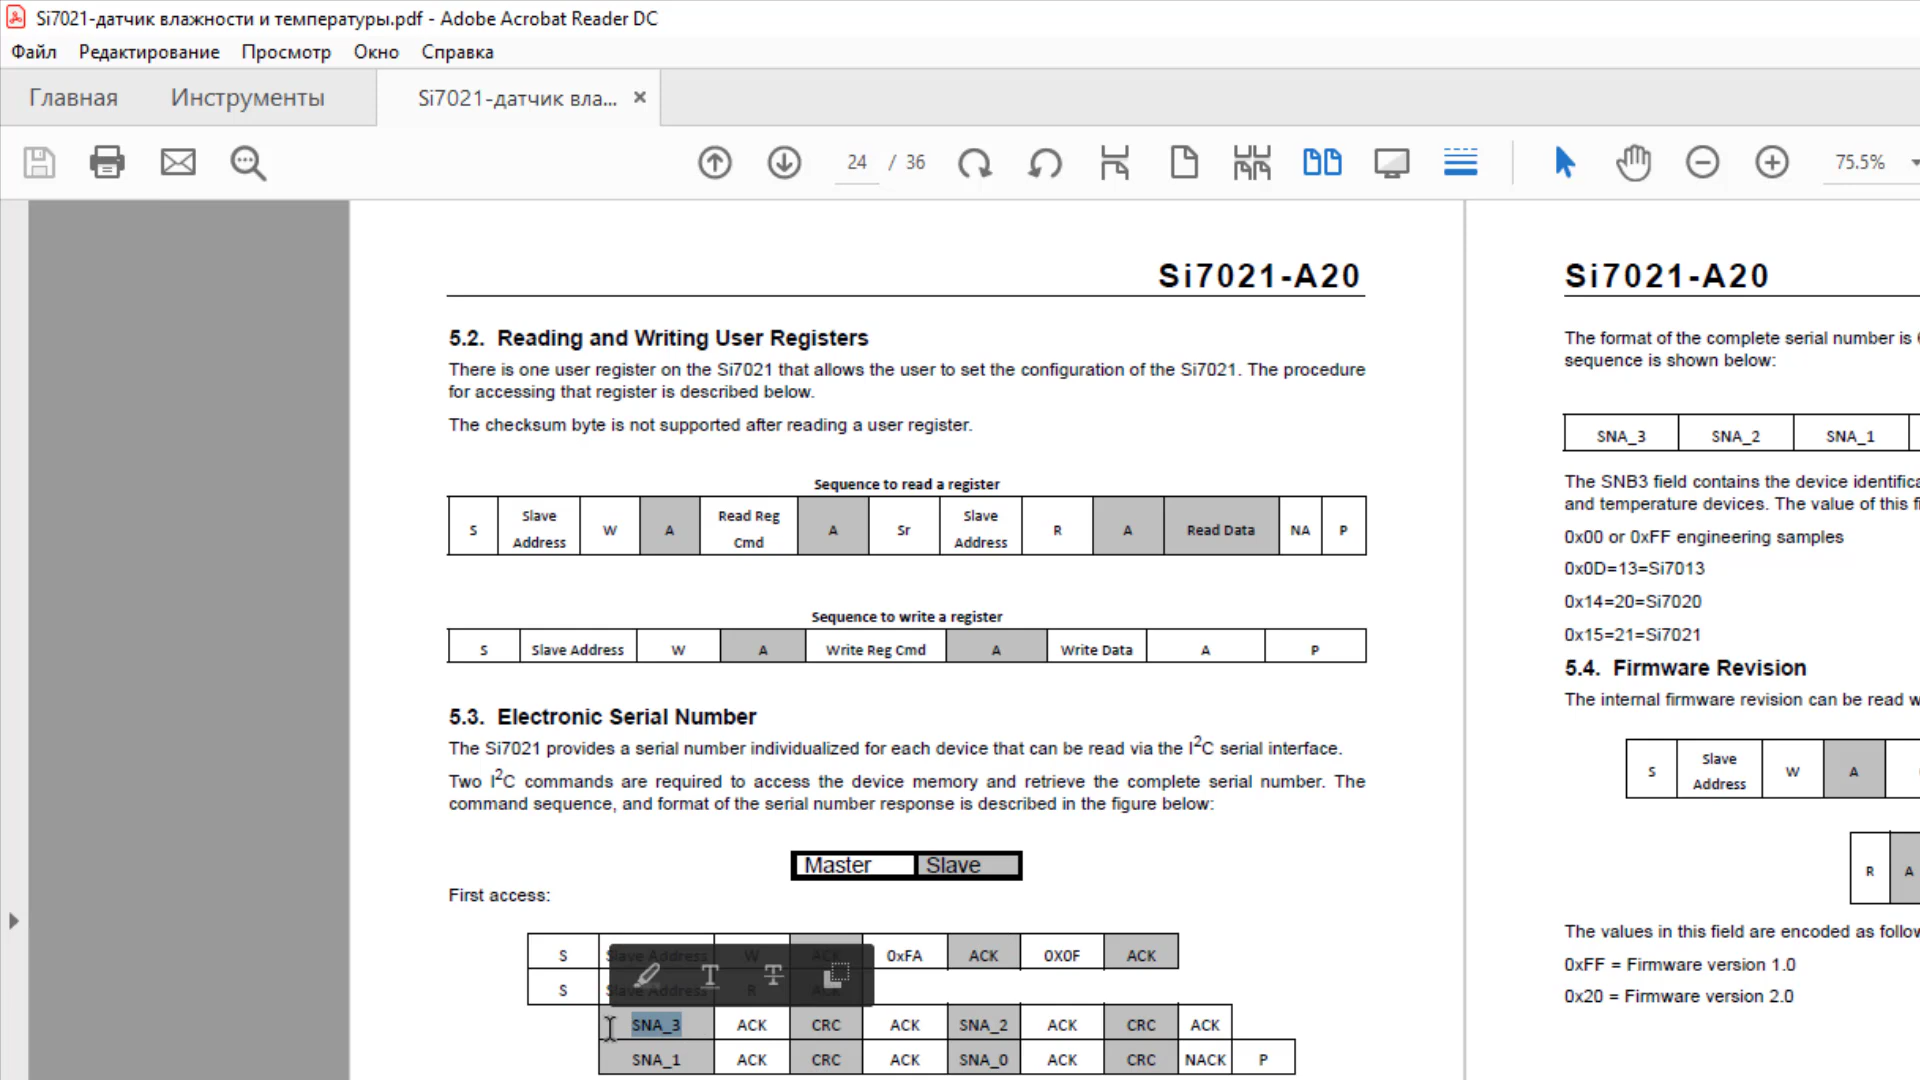 Si7021-датчик влажности и температуры.pdf - Adobe Acrobat Reader DC
Файл Редактирование Просмотр Окно Справка
Главная Инструменты Si7021-датчик вла... ×
24 / 36 75.5%
Si7021-A20
5.2. Reading and Writing User Registers
There is one user register on the Si7021 that allows the user to set the configuration of the Si7021. The procedure
for accessing that register is described below.
The checksum byte is not supported after reading a user register.
Sequence to read a register
S Slave Address W A Read Reg Cmd A Sr Slave Address R A Read Data NA P
Sequence to write a register
S Slave Address W A Write Reg Cmd A Write Data A P
5.3. Electronic Serial Number
The Si7021 provides a serial number individualized for each device that can be read via the I2C serial interface.
Two I2C commands are required to access the device memory and retrieve the complete serial number. The
command sequence, and format of the serial number response is described in the figure below:
Master Slave
First access:
S Slave Address W ACK 0xFA ACK 0X0F ACK
S Slave Address R ACK
SNA_3 ACK CRC ACK SNA_2 ACK CRC ACK
SNA_1 ACK CRC ACK SNA_0 ACK CRC NACK P
Si7021-A20
The format of the complete serial number is
sequence is shown below:
SNA_3 SNA_2 SNA_1
The SNB3 field contains the device identifica
and temperature devices. The value of this fi
0x00 or 0xFF engineering samples
0x0D=13=Si7013
0x14=20=Si7020
0x15=21=Si7021
5.4. Firmware Revision
The internal firmware revision can be read w
S Slave Address W A
R A
The values in this field are encoded as follow
0xFF = Firmware version 1.0
0x20 = Firmware version 2.0